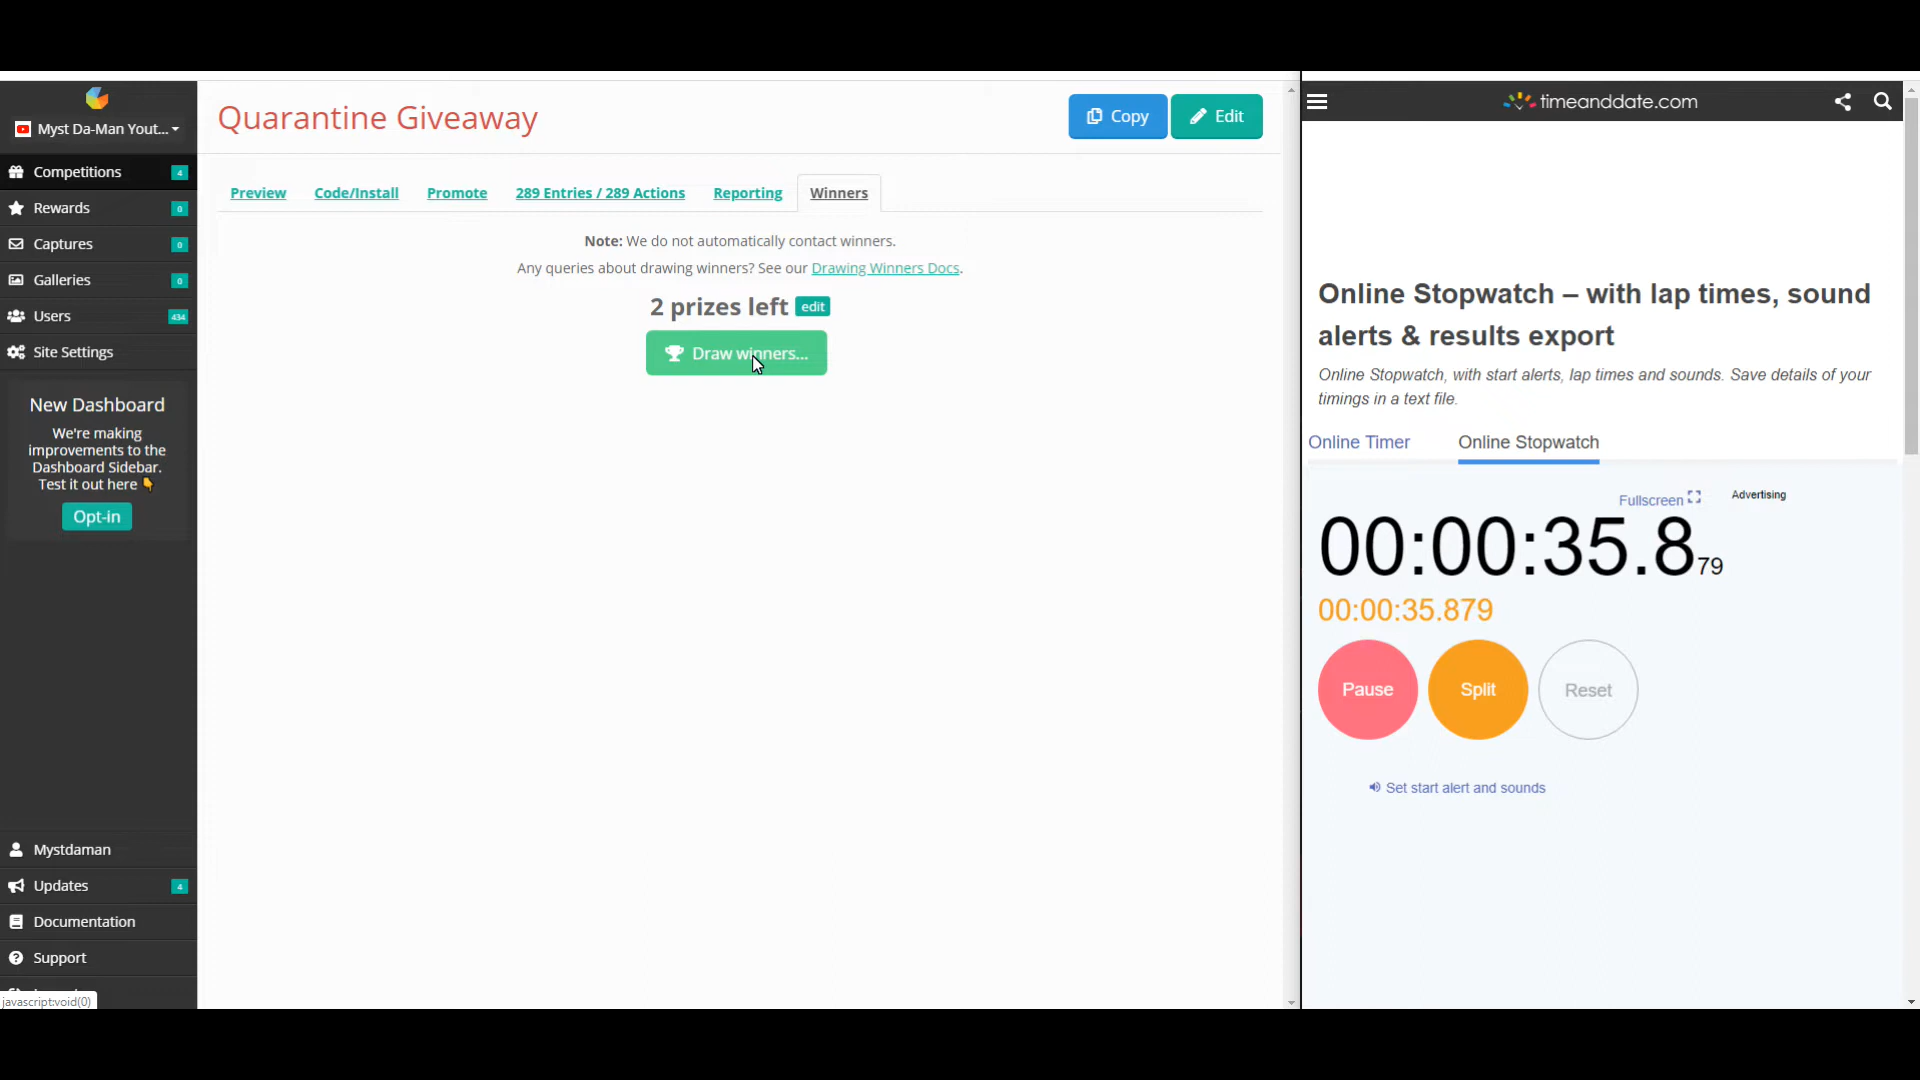 Myst Da-Man Yout...
Competitions 4
Rewards 0
Captures 0
Galleries 0
Users 434
Site Settings
New Dashboard
We're making
improvements to the
Dashboard Sidebar.
Test it out here 👇
Opt-in
Mystdaman
Updates 4
Documentation
Support
javascript:void(0)
Quarantine Giveaway
Copy Edit
Preview Code/Install Promote 289 Entries / 289 Actions Reporting Winners
Note: We do not automatically contact winners.
Any queries about drawing winners? See our Drawing Winners Docs.
2 prizes left edit
Draw winners...
timeanddate.com
Online Stopwatch – with lap times, sound
alerts & results export
Online Stopwatch, with start alerts, lap times and sounds. Save details of your
timings in a text file.
Online Timer Online Stopwatch
Fullscreen Advertising
00:00:35.879
00:00:35.879
Pause Split Reset
Set start alert and sounds